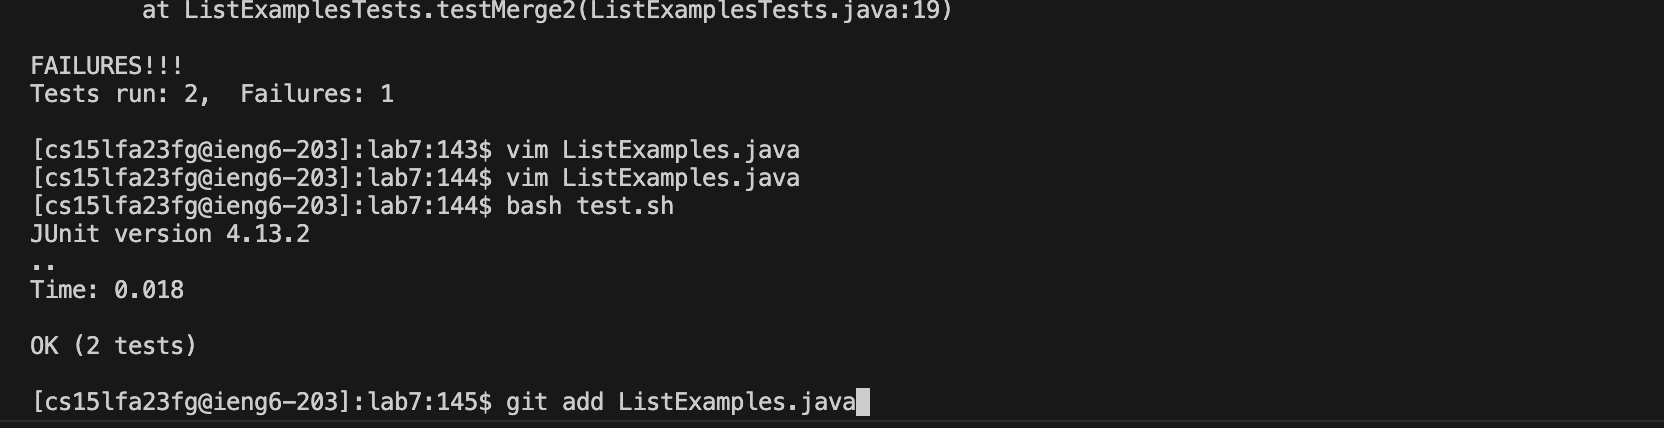 at ListExamplesTests.testMerge2(ListExamplesTests.java:19)
FAILURES!!!
Tests run: 2,  Failures: 1
[cs15lfa23fg@ieng6-203]:lab7:143$ vim ListExamples.java
[cs15lfa23fg@ieng6-203]:lab7:144$ vim ListExamples.java
[cs15lfa23fg@ieng6-203]:lab7:144$ bash test.sh
JUnit version 4.13.2
..
Time: 0.018
OK (2 tests)
[cs15lfa23fg@ieng6-203]:lab7:145$ git add ListExamples.java